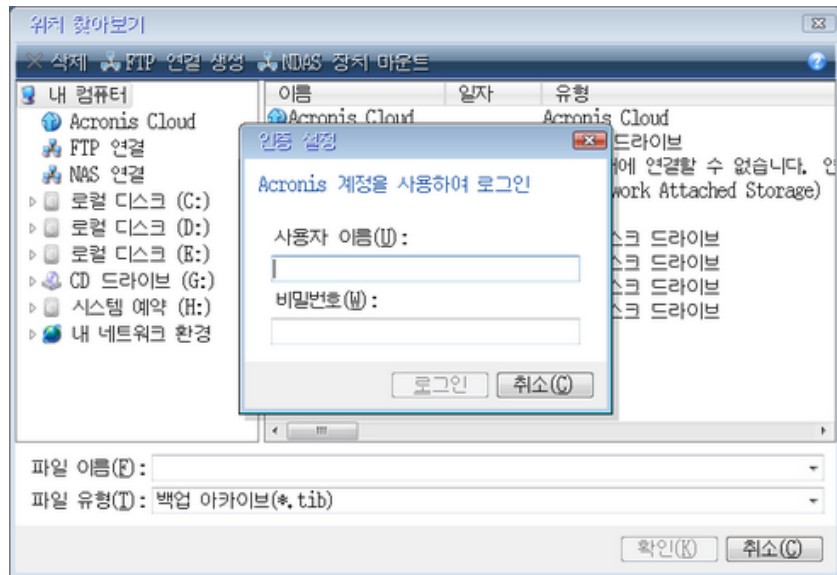 위치 찾아보기
삭제 FTP 연결 생성 NDAS 장치 마운트
내 컴퓨터
Acronis Cloud
FTP 연결
NAS 연결
로컬 디스크 (C:)
로컬 디스크 (D:)
로컬 디스크 (E:)
CD 드라이브 (G:)
시스템 예약 (H:)
내 네트워크 환경
이름 일자 유형
Acronis Cloud Acronis Cloud
드라이브
에 연결할 수 없습니다.
work Attached Storage)
스크 드라이브
스크 드라이브
스크 드라이브
스크 드라이브
인증 설정
Acronis 계정을 사용하여 로그인
사용자 이름(U):
비밀번호(W):
로그인 취소(C)
파일 이름(F):
파일 유형(T): 백업 아카이브(*.tib)
확인(K) 취소(C)